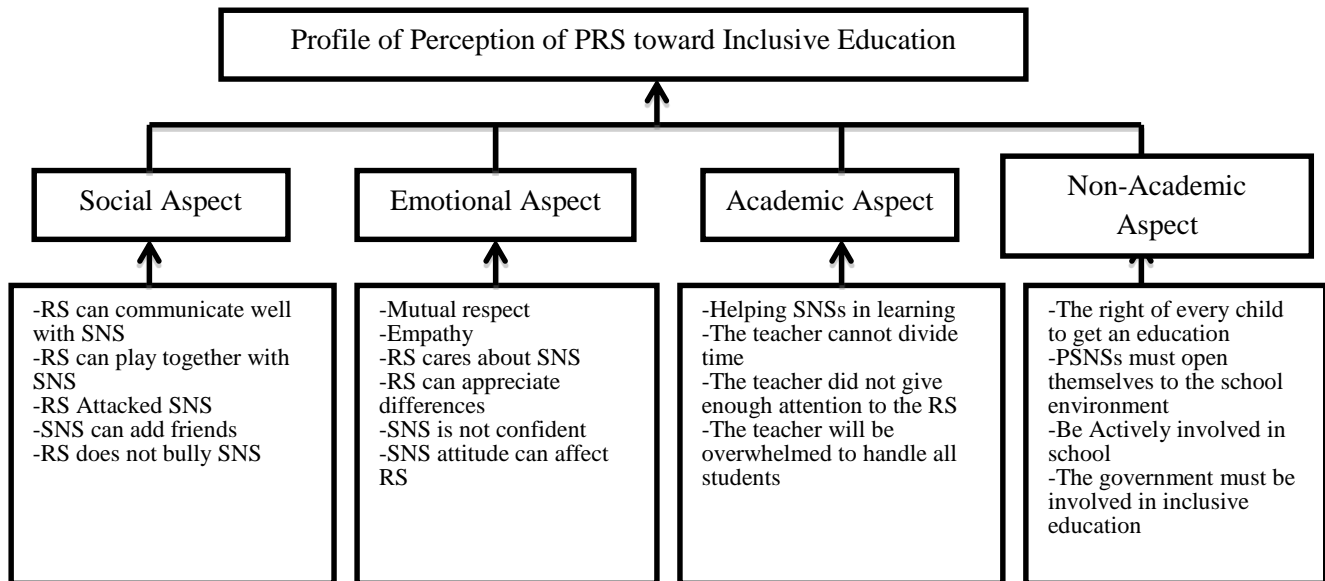 Profile of Perception of PRS toward Inclusive Education
Social Aspect
Emotional Aspect
Academic Aspect
Non-Academic
Aspect
-RS can communicate well
with SNS
-RS can play together with
SNS
-RS Attacked SNS
-SNS can add friends
-RS does not bully SNS
-Mutual respect
-Empathy
-RS cares about SNS
-RS can appreciate
differences
-SNS is not confident
-SNS attitude can affect
RS
-Helping SNSs in learning
-The teacher cannot divide
time
-The teacher did not give
enough attention to the RS
-The teacher will be
overwhelmed to handle all
students
-The right of every child
to get an education
-PSNSs must open
themselves to the school
environment
-Be Actively involved in
school
-The government must be
involved in inclusive
education